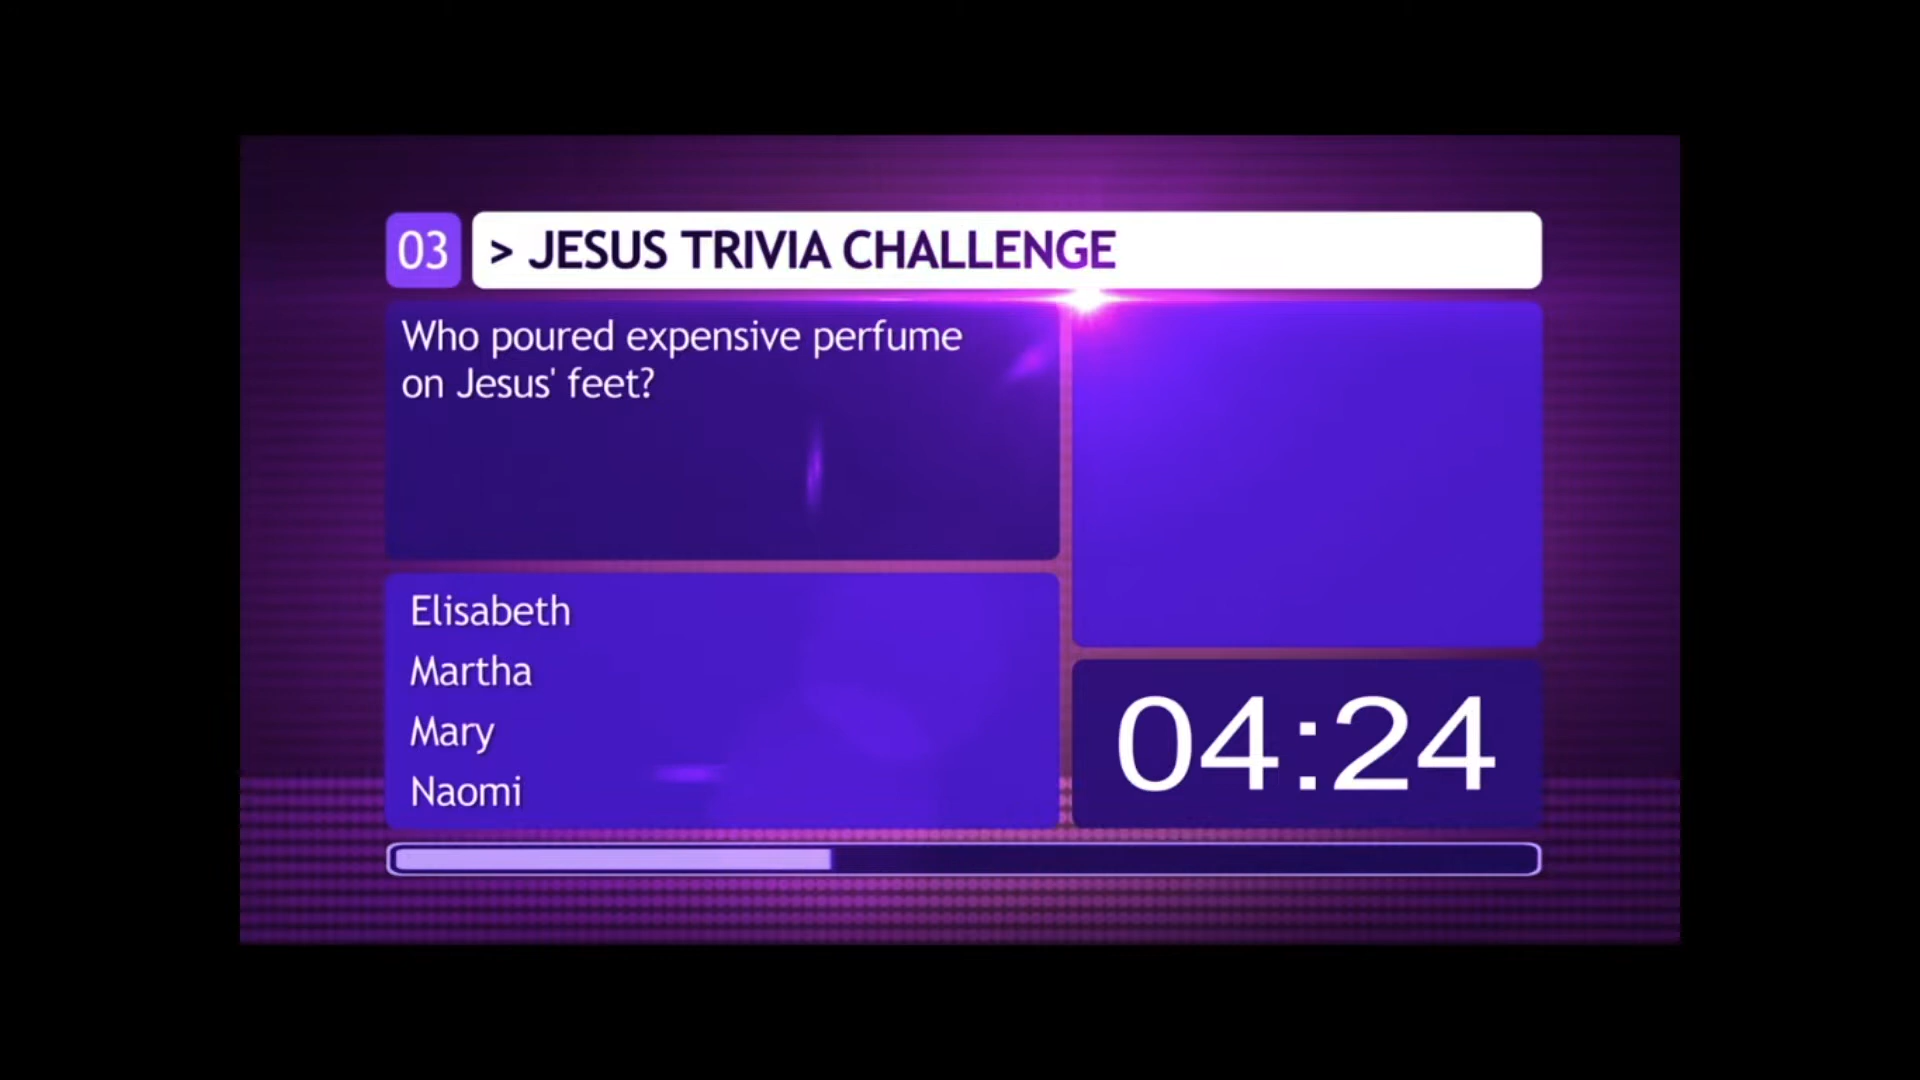 03
> JESUS TRIVIA CHALLENGE
Who poured expensive perfume
on Jesus' feet?
Elisabeth
Martha
Mary
Naomi
04:24